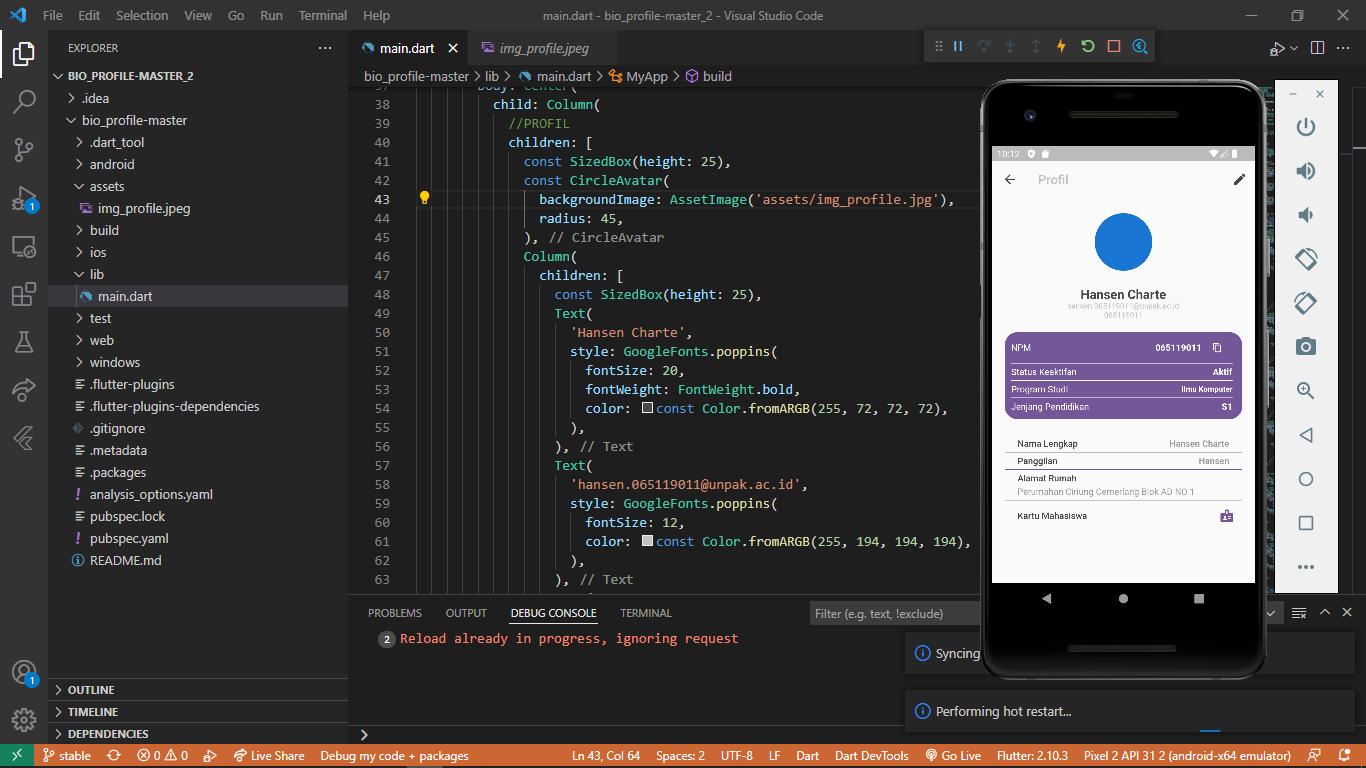 File Edit Selection View Go Run Terminal Help
main.dart - bio_profile-master_2 - Visual Studio Code
EXPLORER
BIO_PROFILE-MASTER_2
.idea
bio_profile-master
.dart_tool
android
assets
img_profile.jpeg
build
ios
lib
main.dart
test
web
windows
.flutter-plugins
.flutter-plugins-dependencies
.gitignore
.metadata
.packages
analysis_options.yaml
pubspec.lock
pubspec.yaml
README.md
OUTLINE
TIMELINE
DEPENDENCIES
1
1
main.dart img_profile.jpeg
bio_profile-master > lib > main.dart > MyApp > build
37 body: Center(
38 child: Column(
39 //PROFIL
40 children: [
41 const SizedBox(height: 25),
42 const CircleAvatar(
43 backgroundImage: AssetImage('assets/img_profile.jpg'),
44 radius: 45,
45 ), // CircleAvatar
46 Column(
47 children: [
48 const SizedBox(height: 25),
49 Text(
50 'Hansen Charte',
51 style: GoogleFonts.poppins(
52 fontSize: 20,
53 fontWeight: FontWeight.bold,
54 color: const Color.fromARGB(255, 72, 72, 72),
55 ),
56 ), // Text
57 Text(
58 'hansen.065119011@unpak.ac.id',
59 style: GoogleFonts.poppins(
60 fontSize: 12,
61 color: const Color.fromARGB(255, 194, 194, 194),
62 ),
63 ), // Text
PROBLEMS OUTPUT DEBUG CONSOLE TERMINAL
Filter (e.g. text, !exclude)
2 Reload already in progress, ignoring request
Syncing
Performing hot restart...
10:12
Profil
Hansen Charte
hansen.065119011@unpak.ac.id
065119011
NPM 065119011
Status Keaktifan Aktif
Program Studi Ilmu Komputer
Jenjang Pendidikan S1
Nama Lengkap Hansen Charte
Panggilan Hansen
Alamat Rumah
Perumahan Ciriung Cemerlang Blok AD NO 1
Kartu Mahasiswa
stable 0 0 Live Share Debug my code + packages Ln 43, Col 64 Spaces: 2 UTF-8 LF Dart Dart DevTools Go Live Flutter: 2.10.3 Pixel 2 API 31 2 (android-x64 emulator)